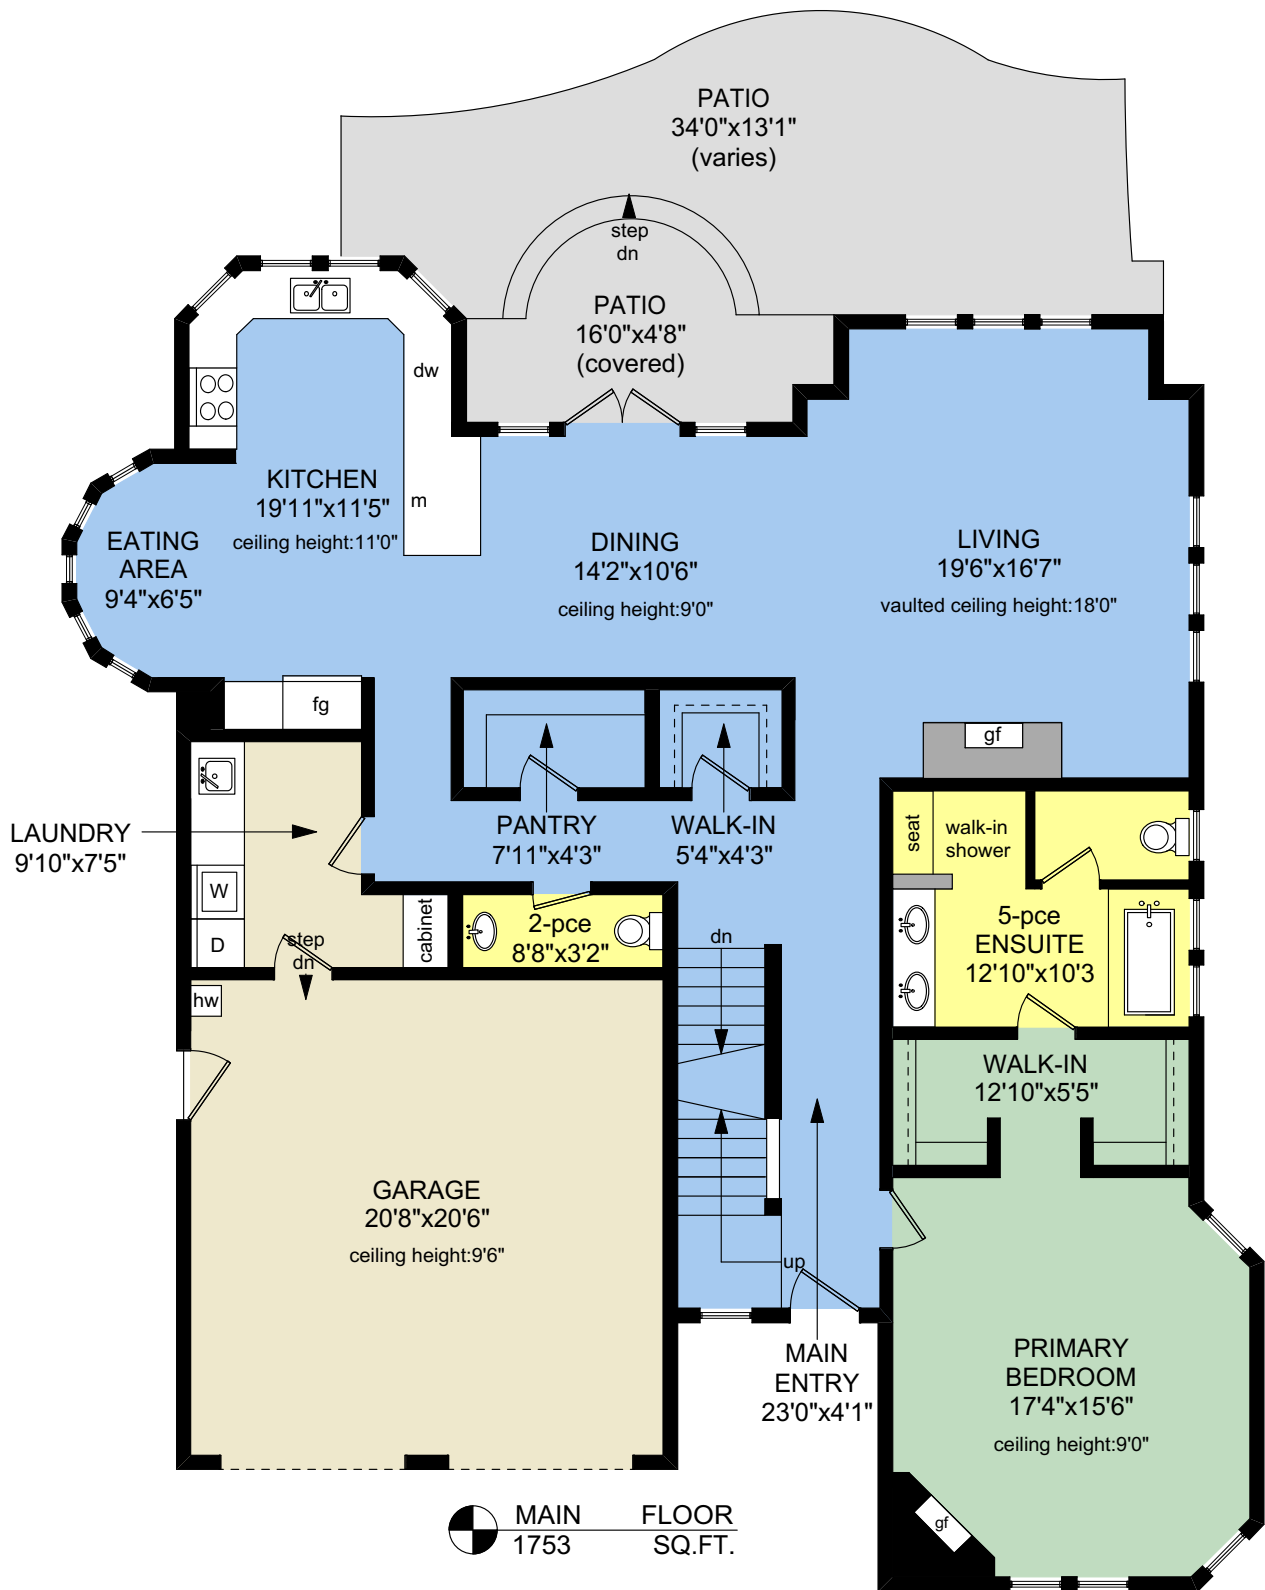 PATIO
34'0"x13'1"
(varies)
step
dn
PATIO
16'0"x4'8"
(covered)
dw
m
KITCHEN
19'11"x11'5"
ceiling height:11'0"
EATING
AREA
9'4"x6'5"
DINING
14'2"x10'6"
ceiling height:9'0"
LIVING
19'6"x16'7"
vaulted ceiling height:18'0"
fg
gf
LAUNDRY
9'10"x7'5"
PANTRY
7'11"x4'3"
WALK-IN
5'4"x4'3"
seat
walk-in
shower
W
D
step
dn
cabinet
2-pce
8'8"x3'2"
dn
5-pce
ENSUITE
12'10"x10'3
hw
WALK-IN
12'10"x5'5"
GARAGE
20'8"x20'6"
ceiling height:9'6"
up
MAIN
ENTRY
23'0"x4'1"
PRIMARY
BEDROOM
17'4"x15'6"
ceiling height:9'0"
gf
MAIN FLOOR
1753 SQ.FT.